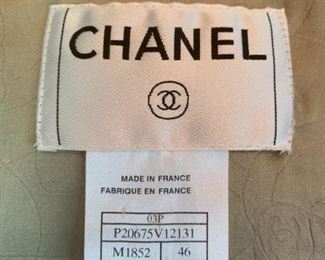 CHANEL
MADE IN FRANCE
FABRIQUE EN FRANCE
03P
P20675V12131
M1852 46